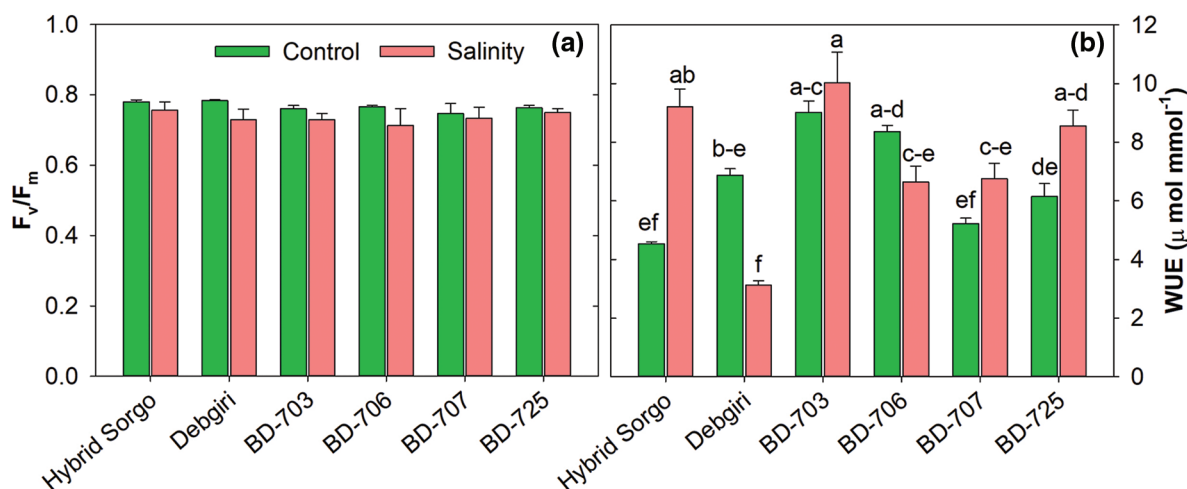 1.0
0.8
0.6
0.4
0.2
0.0
Fv/Fm
Control
Salinity
(a)
Hybrid Sorgo
Debgiri
BD-703
BD-706
BD-707
BD-725
(b)
ef
ab
b-e
f
a-c
a
a-d
c-e
ef
c-e
de
a-d
12
10
8
6
4
2
0
WUE (μ mol mmol⁻¹)
Hybrid Sorgo
Debgiri
BD-703
BD-706
BD-707
BD-725